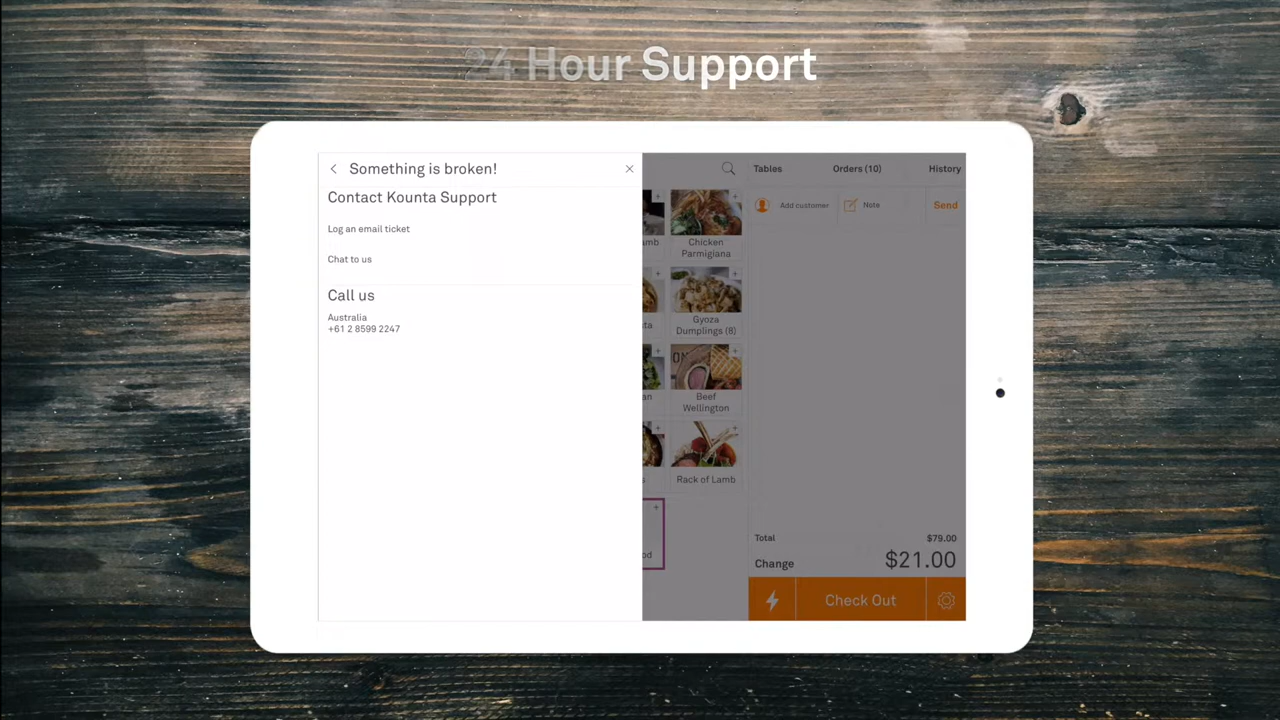 24 Hour Support
Something is broken!
Contact Kounta Support
Log an email ticket
Chat to us
Call us
Australia
+61 2 8599 2247
Tables
Orders (10)
History
Add customer
Note
Send
Chicken
Parmigiana
Gyoza
Dumplings (8)
Beef
Wellington
Rack of Lamb
Total
$79.00
Change
$21.00
Check Out